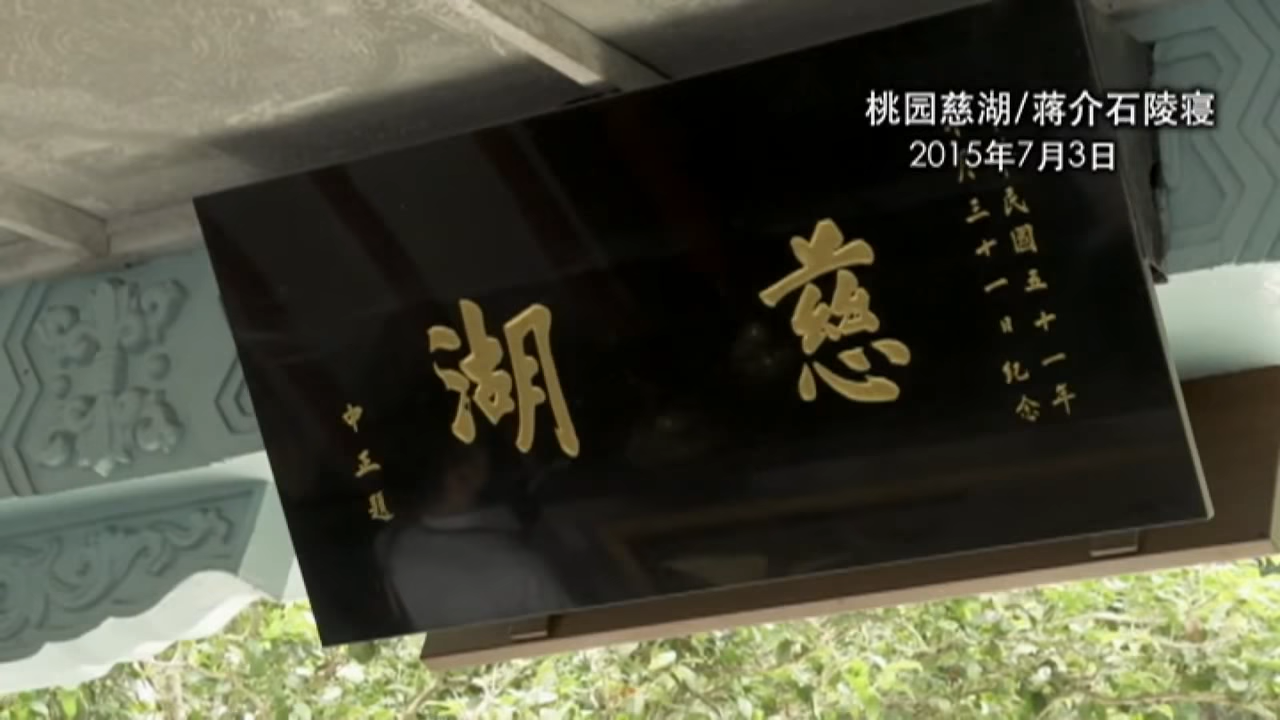 桃园慈湖/蒋介石陵寝
2015年7月3日
民國五十一年
月三十一日紀念
慈湖
中正題